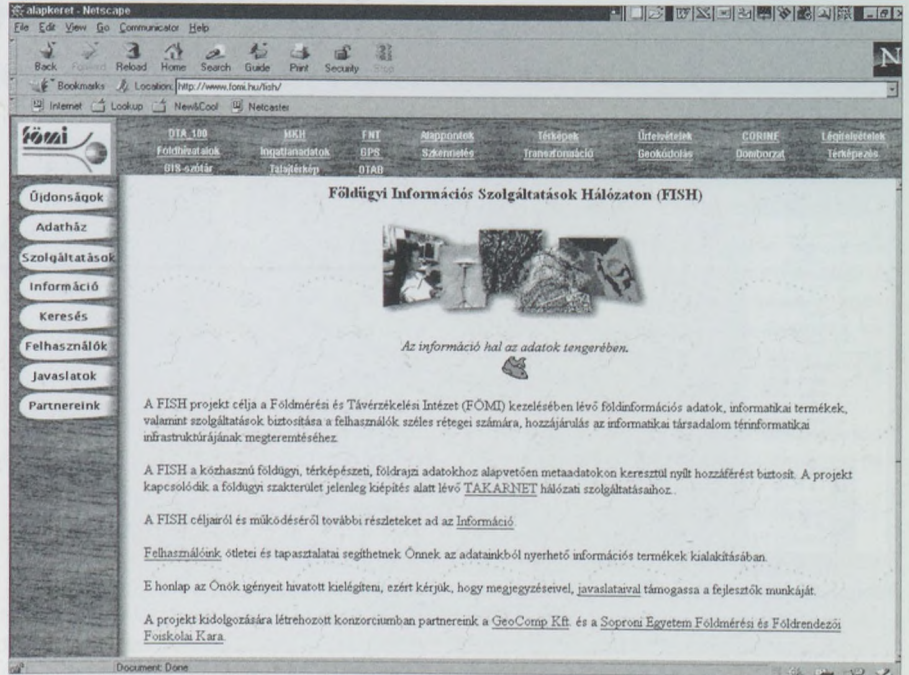 alapkeret - Netscape
File Edit View Go Communicator Help
Back Forward Reload Home Search Guide Print Security Stop
Bookmarks Location: http://www.fomi.hu/fish/
Internet Lookup New&Cool Netcaster
N
fömi
DTA_100 MKH FNT Alappontok Térképek Űrfelvételek CORINE Légifelvételek
Földhivatalok Ingatlanadatok GPS Szkennelés Transzformáció Geokódolás Domborzat Térképezés
GIS-szótár Talajtérkép OTAB
Földügyi Információs Szolgáltatások Hálózaton (FISH)
Újdonságok
Adatház
Szolgáltatások
Információ
Keresés
Felhasználók
Javaslatok
Partnereink
Az információ hal az adatok tengerében.
A FISH projekt célja a Földmérési és Távérzékelési Intézet (FÖMI) kezelésében lévő földinformációs adatok, informatikai termékek,
valamint szolgáltatások biztosítása a felhasználók széles rétegei számára, hozzájárulás az informatikai társadalom térinformatikai
infrastruktúrájának megteremtéséhez.
A FISH a közhasznú földügyi, térképészeti, földrajzi adatokhoz alapvetően metaadatokon keresztül nyílt hozzáférést biztosít. A projekt
kapcsolódik a földügyi szakterület jelenleg kiépítés alatt lévő TAKARNET hálózati szolgáltatásaihoz..
A FISH céljairól és működéséről további részleteket ad az Információ
Felhasználóink ötletei és tapasztalatai segíthetnek Önnek az adatainkból nyerhető információs termékek kialakításában.
E honlap az Önök igényeit hivatott kielégíteni, ezért kérjük, hogy megjegyzéseivel, javaslataival támogassa a fejlesztők munkáját.
A projekt kidolgozására létrehozott konzorciumban partnereink a GeoComp Kft. és a Soproni Egyetem Földmérési és Földrendezői
Főiskolai Kara.
Document: Done